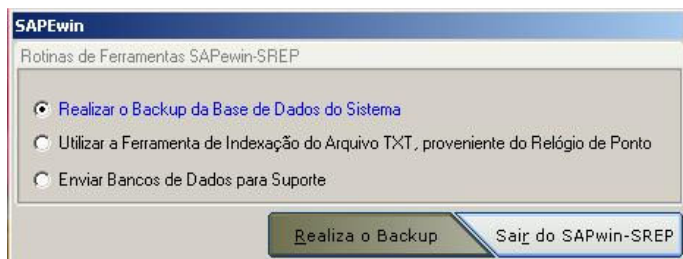 SAPEwin
Rotinas de Ferramentas SAPewin-SREP
Realizar o Backup da Base de Dados do Sistema
Utilizar a Ferramenta de Indexação do Arquivo TXT, proveniente do Relógio de Ponto
Enviar Bancos de Dados para Suporte
Realiza o Backup
Sair do SAPwin-SREP